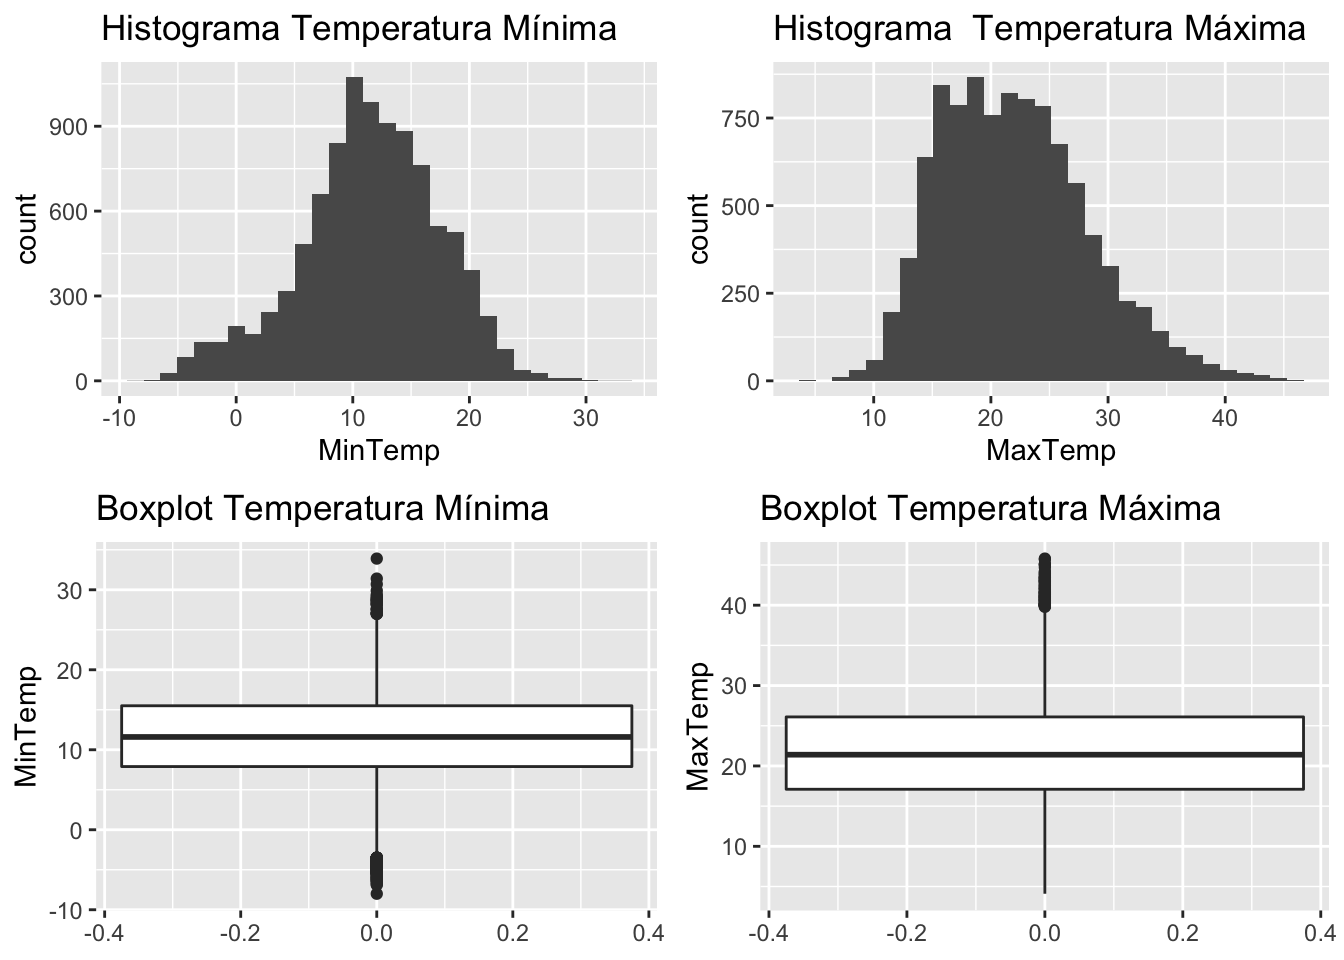 Histograma Temperatura Mínima
900
600
300
0
count
-10 0 10 20 30
MinTemp
Histograma  Temperatura Máxima
750
500
250
0
count
10 20 30 40
MaxTemp
Boxplot Temperatura Mínima
30
20
10
0
-10
MinTemp
-0.4 -0.2 0.0 0.2 0.4
Boxplot Temperatura Máxima
40
30
20
10
MaxTemp
-0.4 -0.2 0.0 0.2 0.4